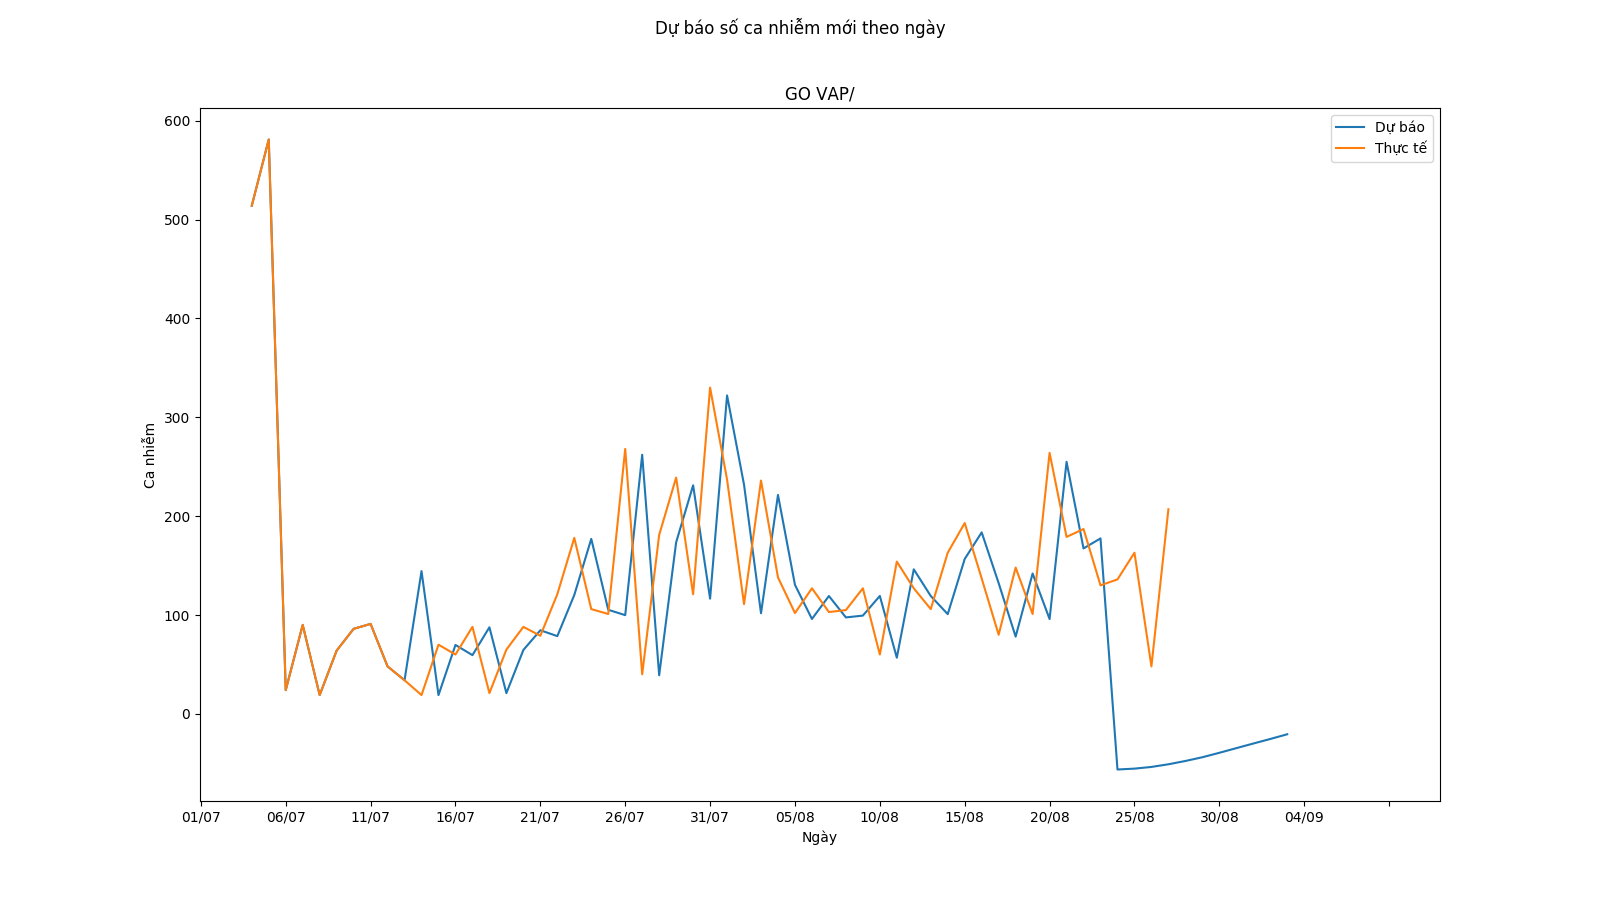 Dự báo số ca nhiễm mới theo ngày
GO VAP/
Dự báo
Thực tế
Ca nhiễm
600
500
400
300
200
100
0
01/07 06/07 11/07 16/07 21/07 26/07 31/07 05/08 10/08 15/08 20/08 25/08 30/08 04/09
Ngày